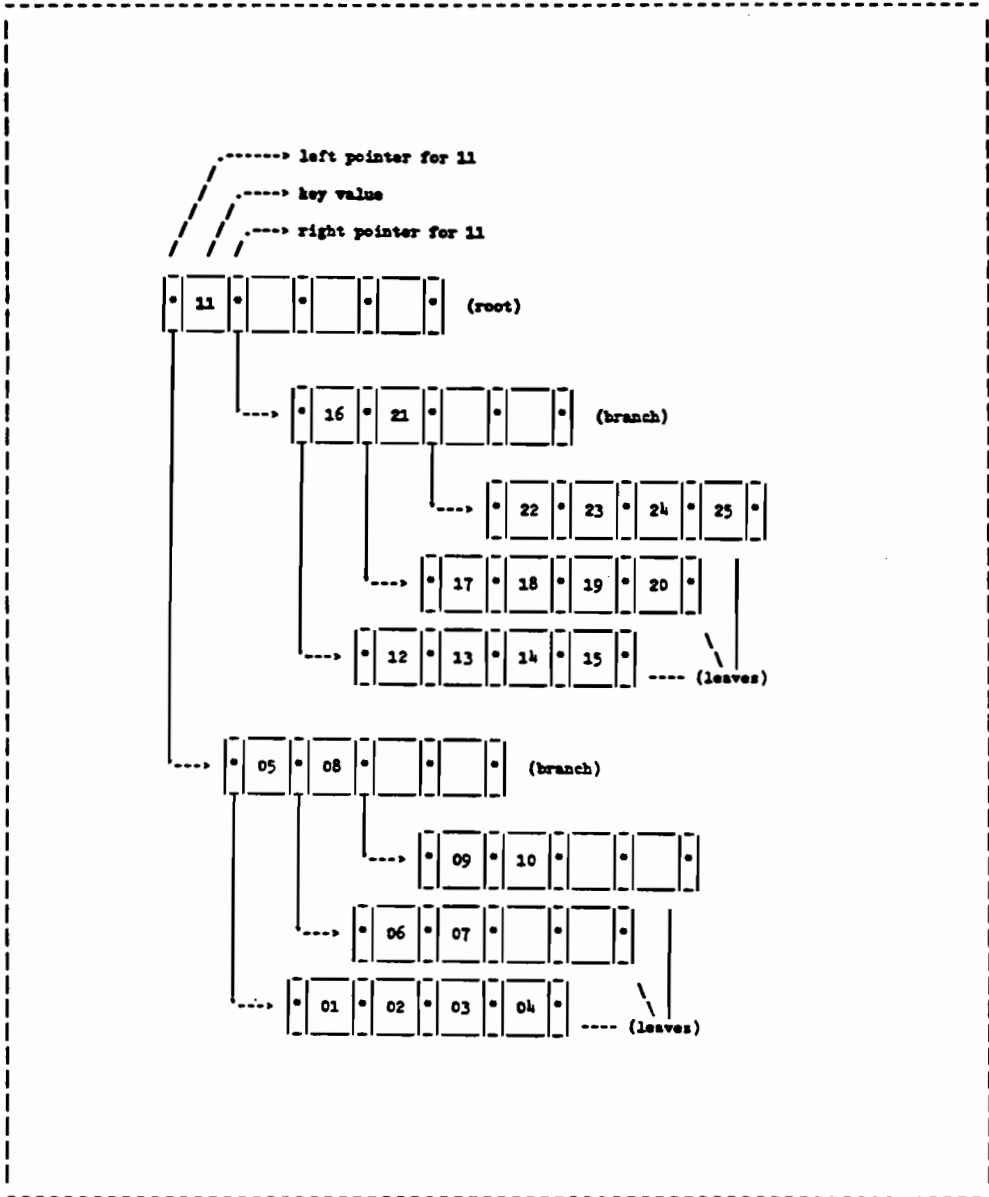 left pointer for 11
key value
right pointer for 11
11 (root)
16 21 (branch)
22 23 24 25
17 18 19 20
12 13 14 15
(leaves)
05 08 (branch)
09 10
06 07
01 02 03 04
(leaves)